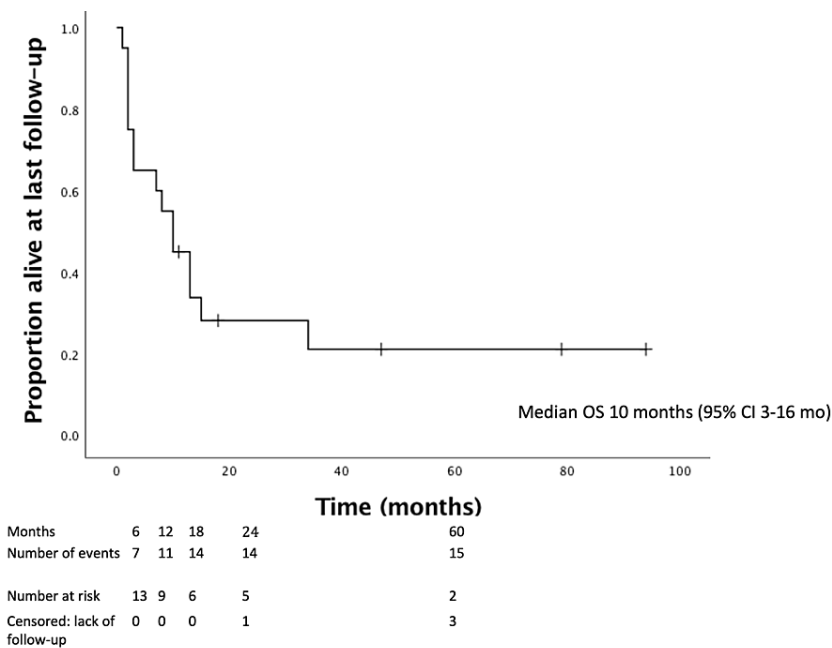 Proportion alive at last follow-up
1.0
0.8
0.6
0.4
0.2
0.0
Median OS 10 months (95% CI 3-16 mo)
0 20 40 60 80 100
Time (months)
Months 6 12 18 24 60
Number of events 7 11 14 14 15
Number at risk 13 9 6 5 2
Censored: lack of 0 0 0 1 3
follow-up